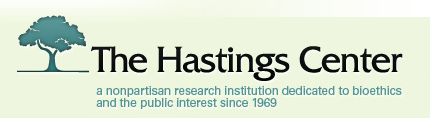 The Hastings Center
a nonpartisan research institution dedicated to bioethics
and the public interest since 1969